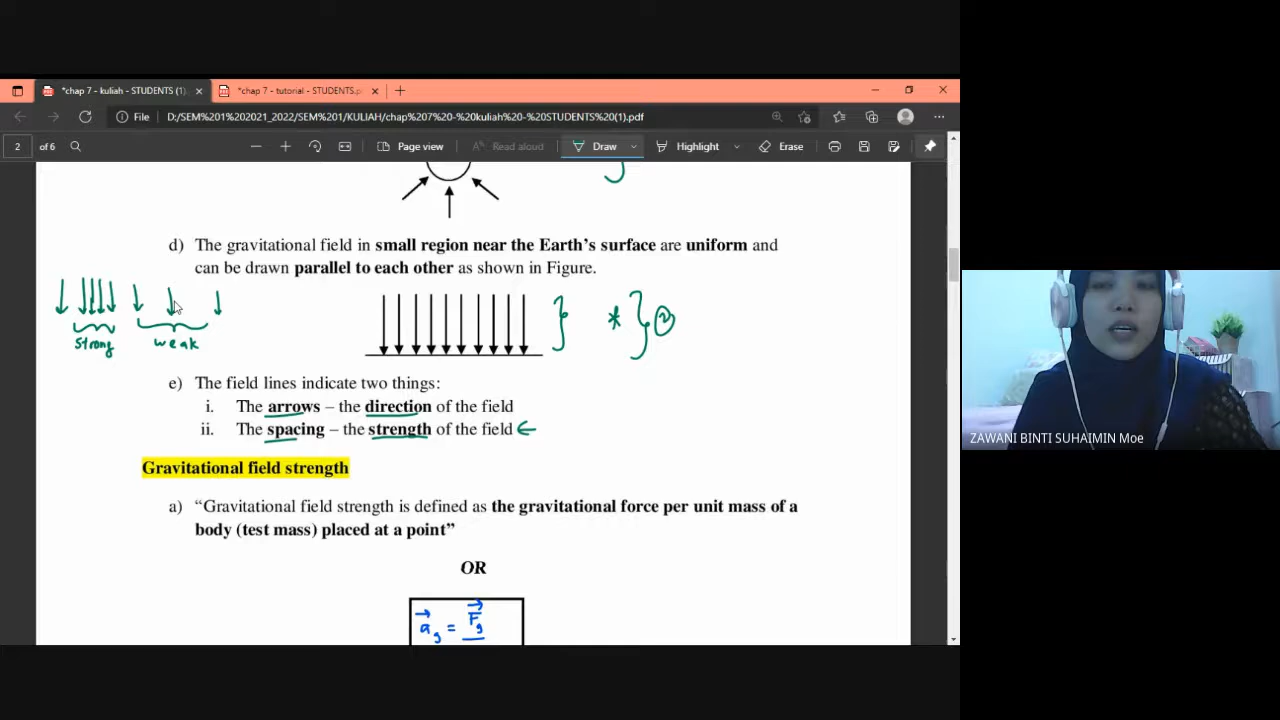 *chap 7 - kuliah - STUDENTS (1).
*chap 7 - tutorial - STUDENTS.p
File D:/SEM%201%202021_2022/SEM%201/KULIAH/chap%207%20-%20kuliah%20-%20STUDENTS%20(1).pdf
2 of 6
Page view
Read aloud
Draw
Highlight
Erase
d) The gravitational field in small region near the Earth's surface are uniform and
can be drawn parallel to each other as shown in Figure.
strong weak
* 2
e) The field lines indicate two things:
i. The arrows – the direction of the field
ii. The spacing – the strength of the field
Gravitational field strength
a) “Gravitational field strength is defined as the gravitational force per unit mass of a
body (test mass) placed at a point”
OR
a_g = F_g
ZAWANI BINTI SUHAIMIN Moe